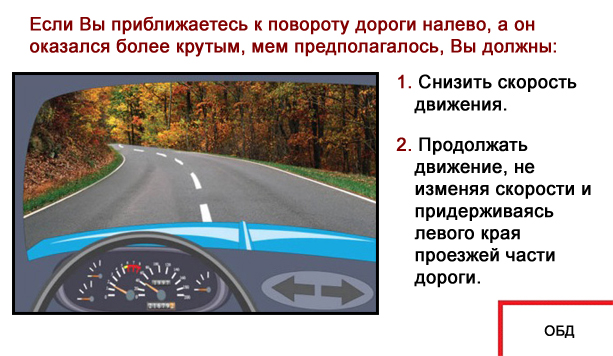 Если Вы приближаетесь к повороту дороги налево, а он
оказался более крутым, мем предполагалось, Вы должны:
1. Снизить скорость
движения.
2. Продолжать
движение, не
изменяя скорости и
придерживаясь
левого края
проезжей части
дороги.
ОБД